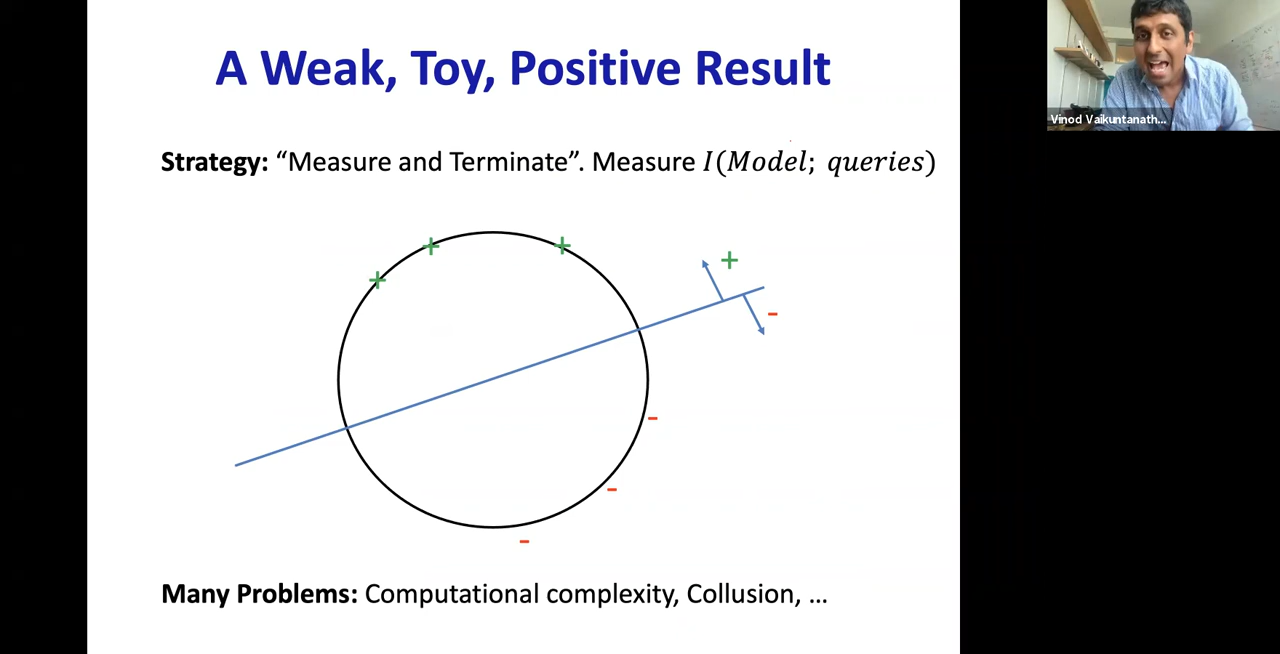 A Weak, Toy, Positive Result
Vinod Vaikuntanath...
Strategy: “Measure and Terminate”. Measure I(Model; queries)
+
+
+
+
-
-
-
-
Many Problems: Computational complexity, Collusion, ...